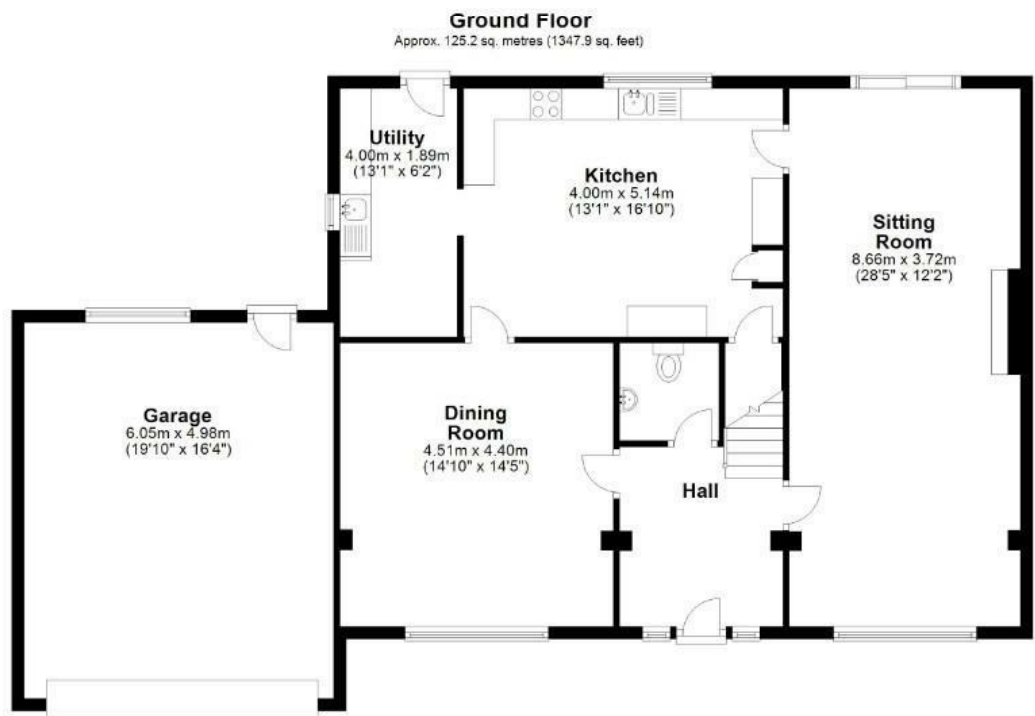 Ground Floor
Approx. 125.2 sq. metres (1347.9 sq. feet)
Utility
4.00m x 1.89m
(13'1" x 6'2")
Kitchen
4.00m x 5.14m
(13'1" x 16'10")
Sitting
Room
8.66m x 3.72m
(28'5" x 12'2")
Garage
6.05m x 4.98m
(19'10" x 16'4")
Dining
Room
4.51m x 4.40m
(14'10" x 14'5")
Hall